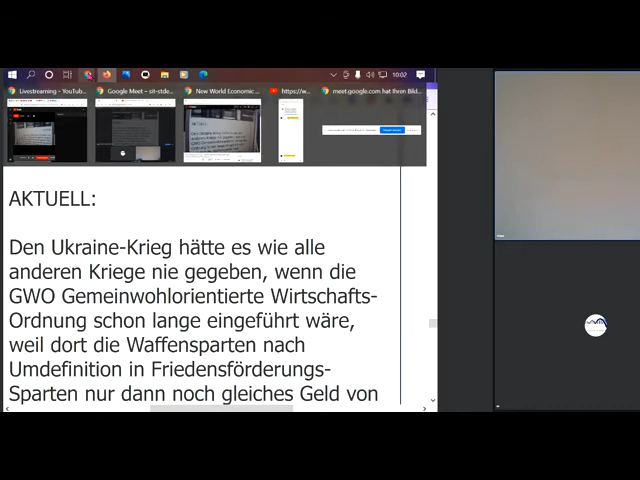 10:02
Livestreaming - YouTu...
Google Meet – sit-stde...
New World Economic ...
https://w...
meet.google.com hat Ihren Bild...
AKTUELL:
Den Ukraine-Krieg hätte es wie alle
anderen Kriege nie gegeben, wenn die
GWO Gemeinwohlorientierte Wirtschafts-
Ordnung schon lange eingeführt wäre,
weil dort die Waffensparten nach
Umdefinition in Friedensförderungs-
Sparten nur dann noch gleiches Geld von